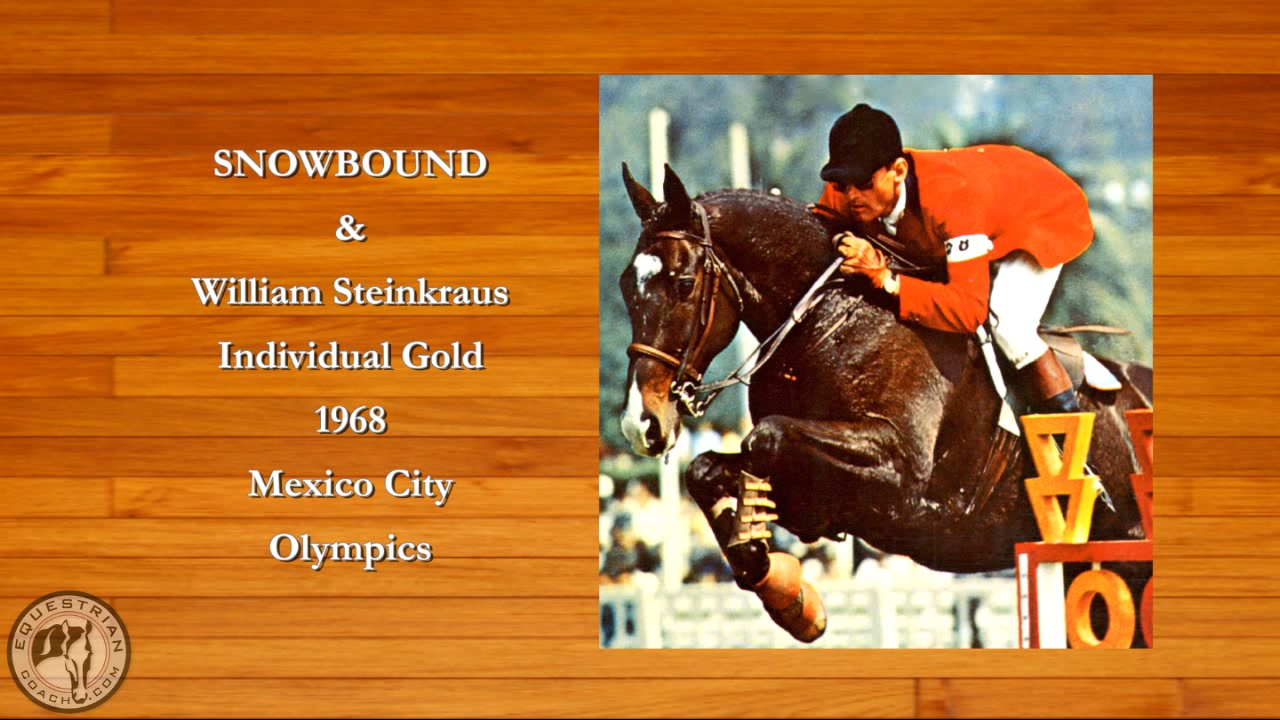 SNOWBOUND
&
William Steinkraus
Individual Gold
1968
Mexico City
Olympics
EQUESTRIAN
COACH.COM